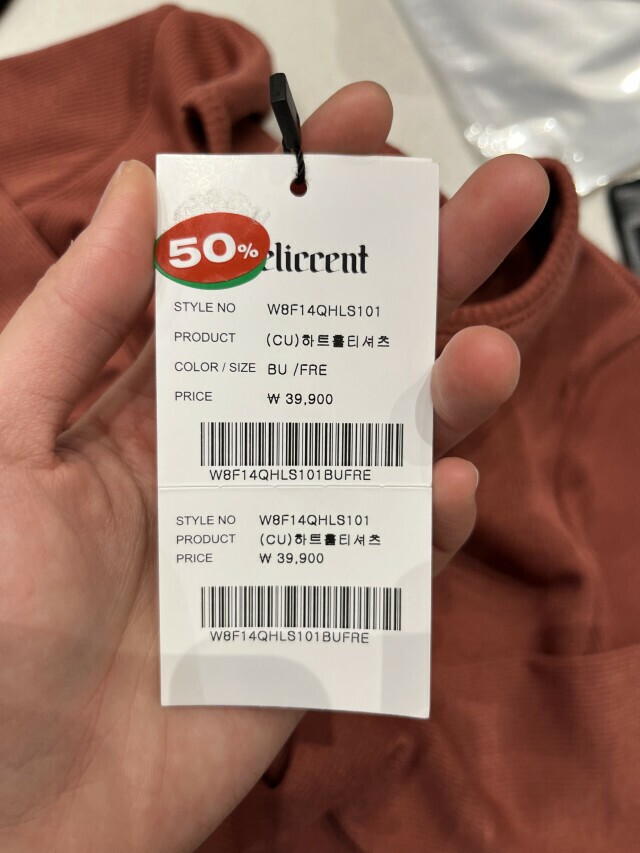 50%
eliccent
STYLE NO W8F14QHLS101
PRODUCT (CU)하트홀티셔츠
COLOR / SIZE BU /FRE
PRICE ₩ 39,900
W8F14QHLS101BUFRE
STYLE NO W8F14QHLS101
PRODUCT (CU)하트홀티셔츠
PRICE ₩ 39,900
W8F14QHLS101BUFRE